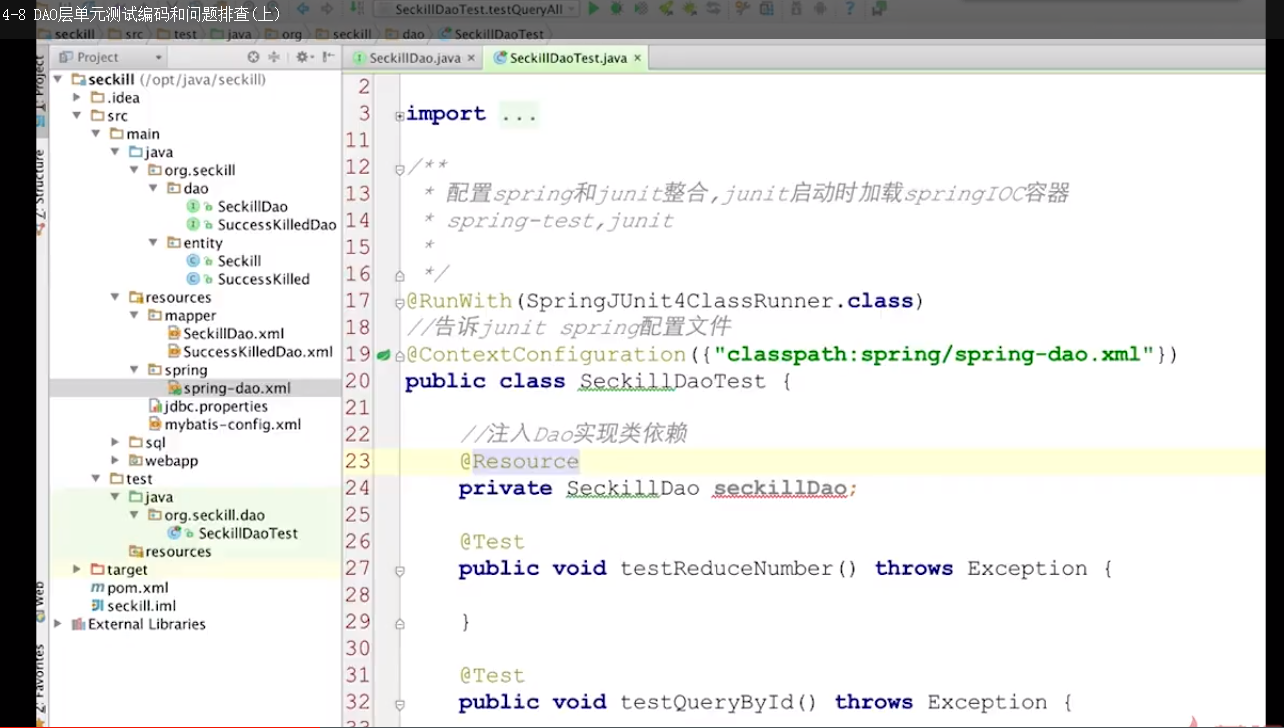 4-8 DAO层单元测试编码和问题排查(上)
SeckillDaoTest.testQueryAll
seckill src test java org seckill dao SeckillDaoTest
Project
SeckillDao.java
SeckillDaoTest.java
seckill (/opt/java/seckill)
.idea
src
main
java
org.seckill
dao
SeckillDao
SuccessKilledDao
entity
Seckill
SuccessKilled
resources
mapper
SeckillDao.xml
SuccessKilledDao.xml
spring
spring-dao.xml
jdbc.properties
mybatis-config.xml
sql
webapp
test
java
org.seckill.dao
SeckillDaoTest
resources
target
pom.xml
seckill.iml
External Libraries
1: Project
Z: Structure
Web
2: Favorites
2
3 import ...
11
12 /**
13 * 配置spring和junit整合,junit启动时加载springIOC容器
14 * spring-test,junit
15 *
16 */
17 @RunWith(SpringJUnit4ClassRunner.class)
18 //告诉junit spring配置文件
19 @ContextConfiguration({"classpath:spring/spring-dao.xml"})
20 public class SeckillDaoTest {
21
22 //注入Dao实现类依赖
23 @Resource
24 private SeckillDao seckillDao;
25
26 @Test
27 public void testReduceNumber() throws Exception {
28
29 }
30
31 @Test
32 public void testQueryById() throws Exception {
33